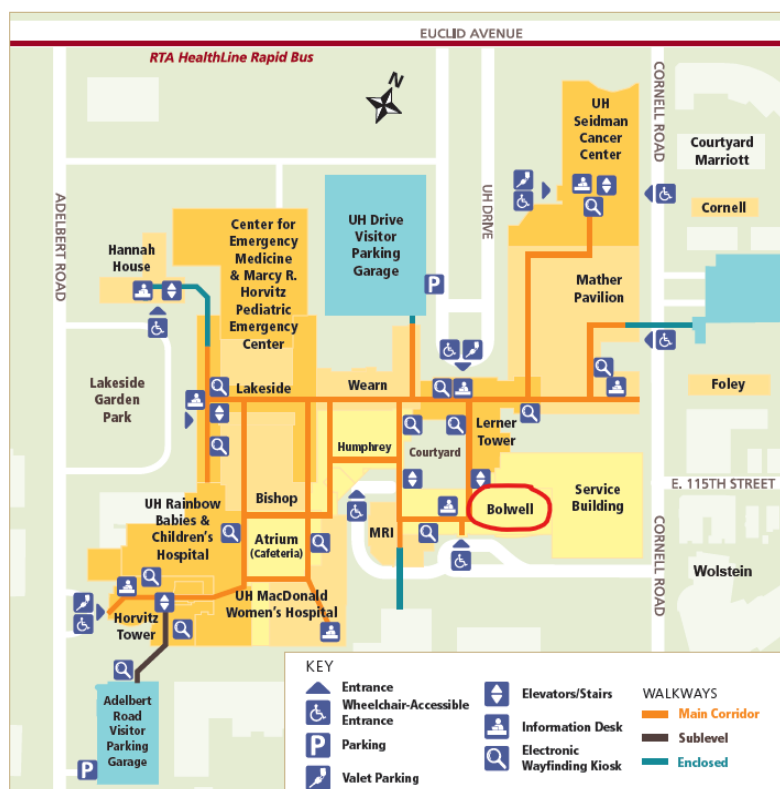 EUCLID AVENUE
RTA HealthLine Rapid Bus
N
UH
Seidman
Cancer
Center
CORNELL ROAD
Courtyard
Marriott
Cornell
ADELBERT ROAD
UH DRIVE
UH Drive
Visitor
Parking
Garage
P
Center for
Emergency
Medicine
& Marcy R.
Horvitz
Pediatric
Emergency
Center
Hannah
House
Mather
Pavilion
Lakeside
Garden
Park
Lakeside
Wearn
Foley
Humphrey
Courtyard
Lerner
Tower
E. 115TH STREET
Bishop
UH Rainbow
Babies &
Children's
Hospital
Atrium
(Cafeteria)
MRI
Bolwell
Service
Building
CORNELL ROAD
Wolstein
UH MacDonald
Women's Hospital
Horvitz
Tower
Adelbert
Road
Visitor
Parking
Garage
P
KEY
Entrance
Wheelchair-Accessible
Entrance
P Parking
Valet Parking
Elevators/Stairs
Information Desk
Electronic
Wayfinding Kiosk
WALKWAYS
Main Corridor
Sublevel
Enclosed